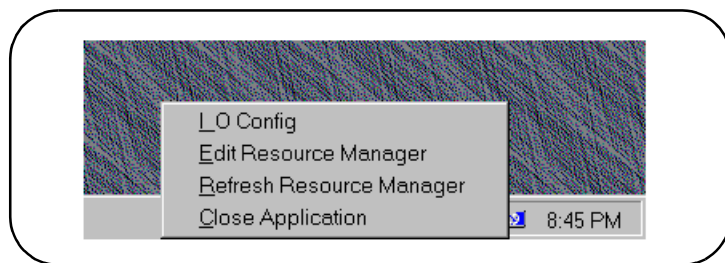 I_O Config
Edit Resource Manager
Refresh Resource Manager
Close Application
8:45 PM